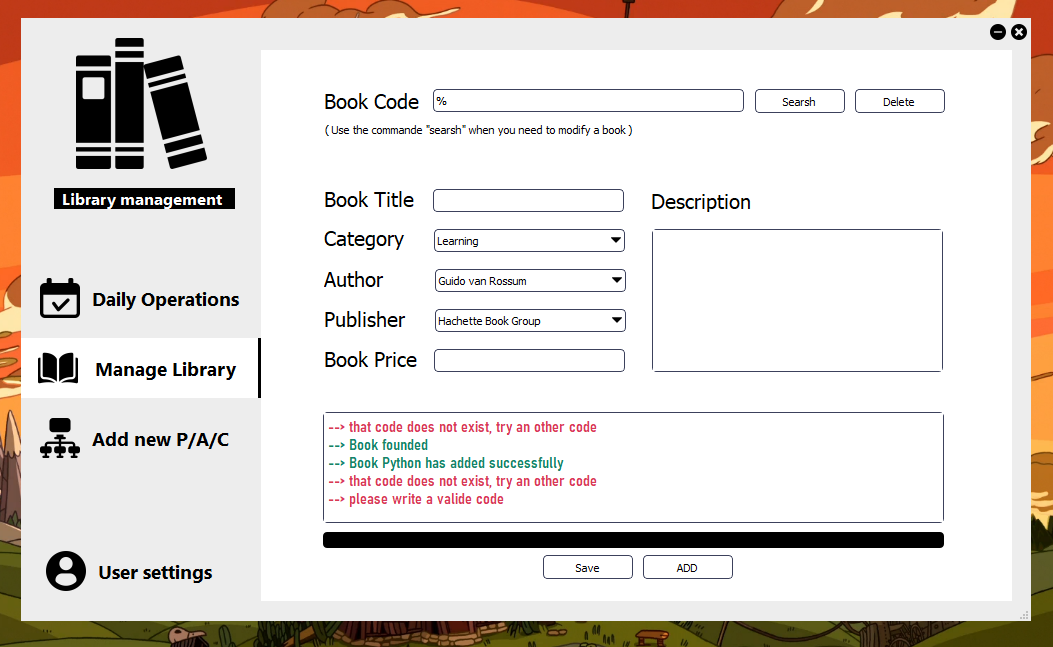 Library management
Daily Operations
Manage Library
Add new P/A/C
User settings
Book Code
%
Searsh
Delete
( Use the commande "searsh" when you need to modify a book )
Book Title
Description
Category
Learning
Author
Guido van Rossum
Publisher
Hachette Book Group
Book Price
--> that code does not exist, try an other code
--> Book founded
--> Book Python has added successfully
--> that code does not exist, try an other code
--> please write a valide code
Save
ADD